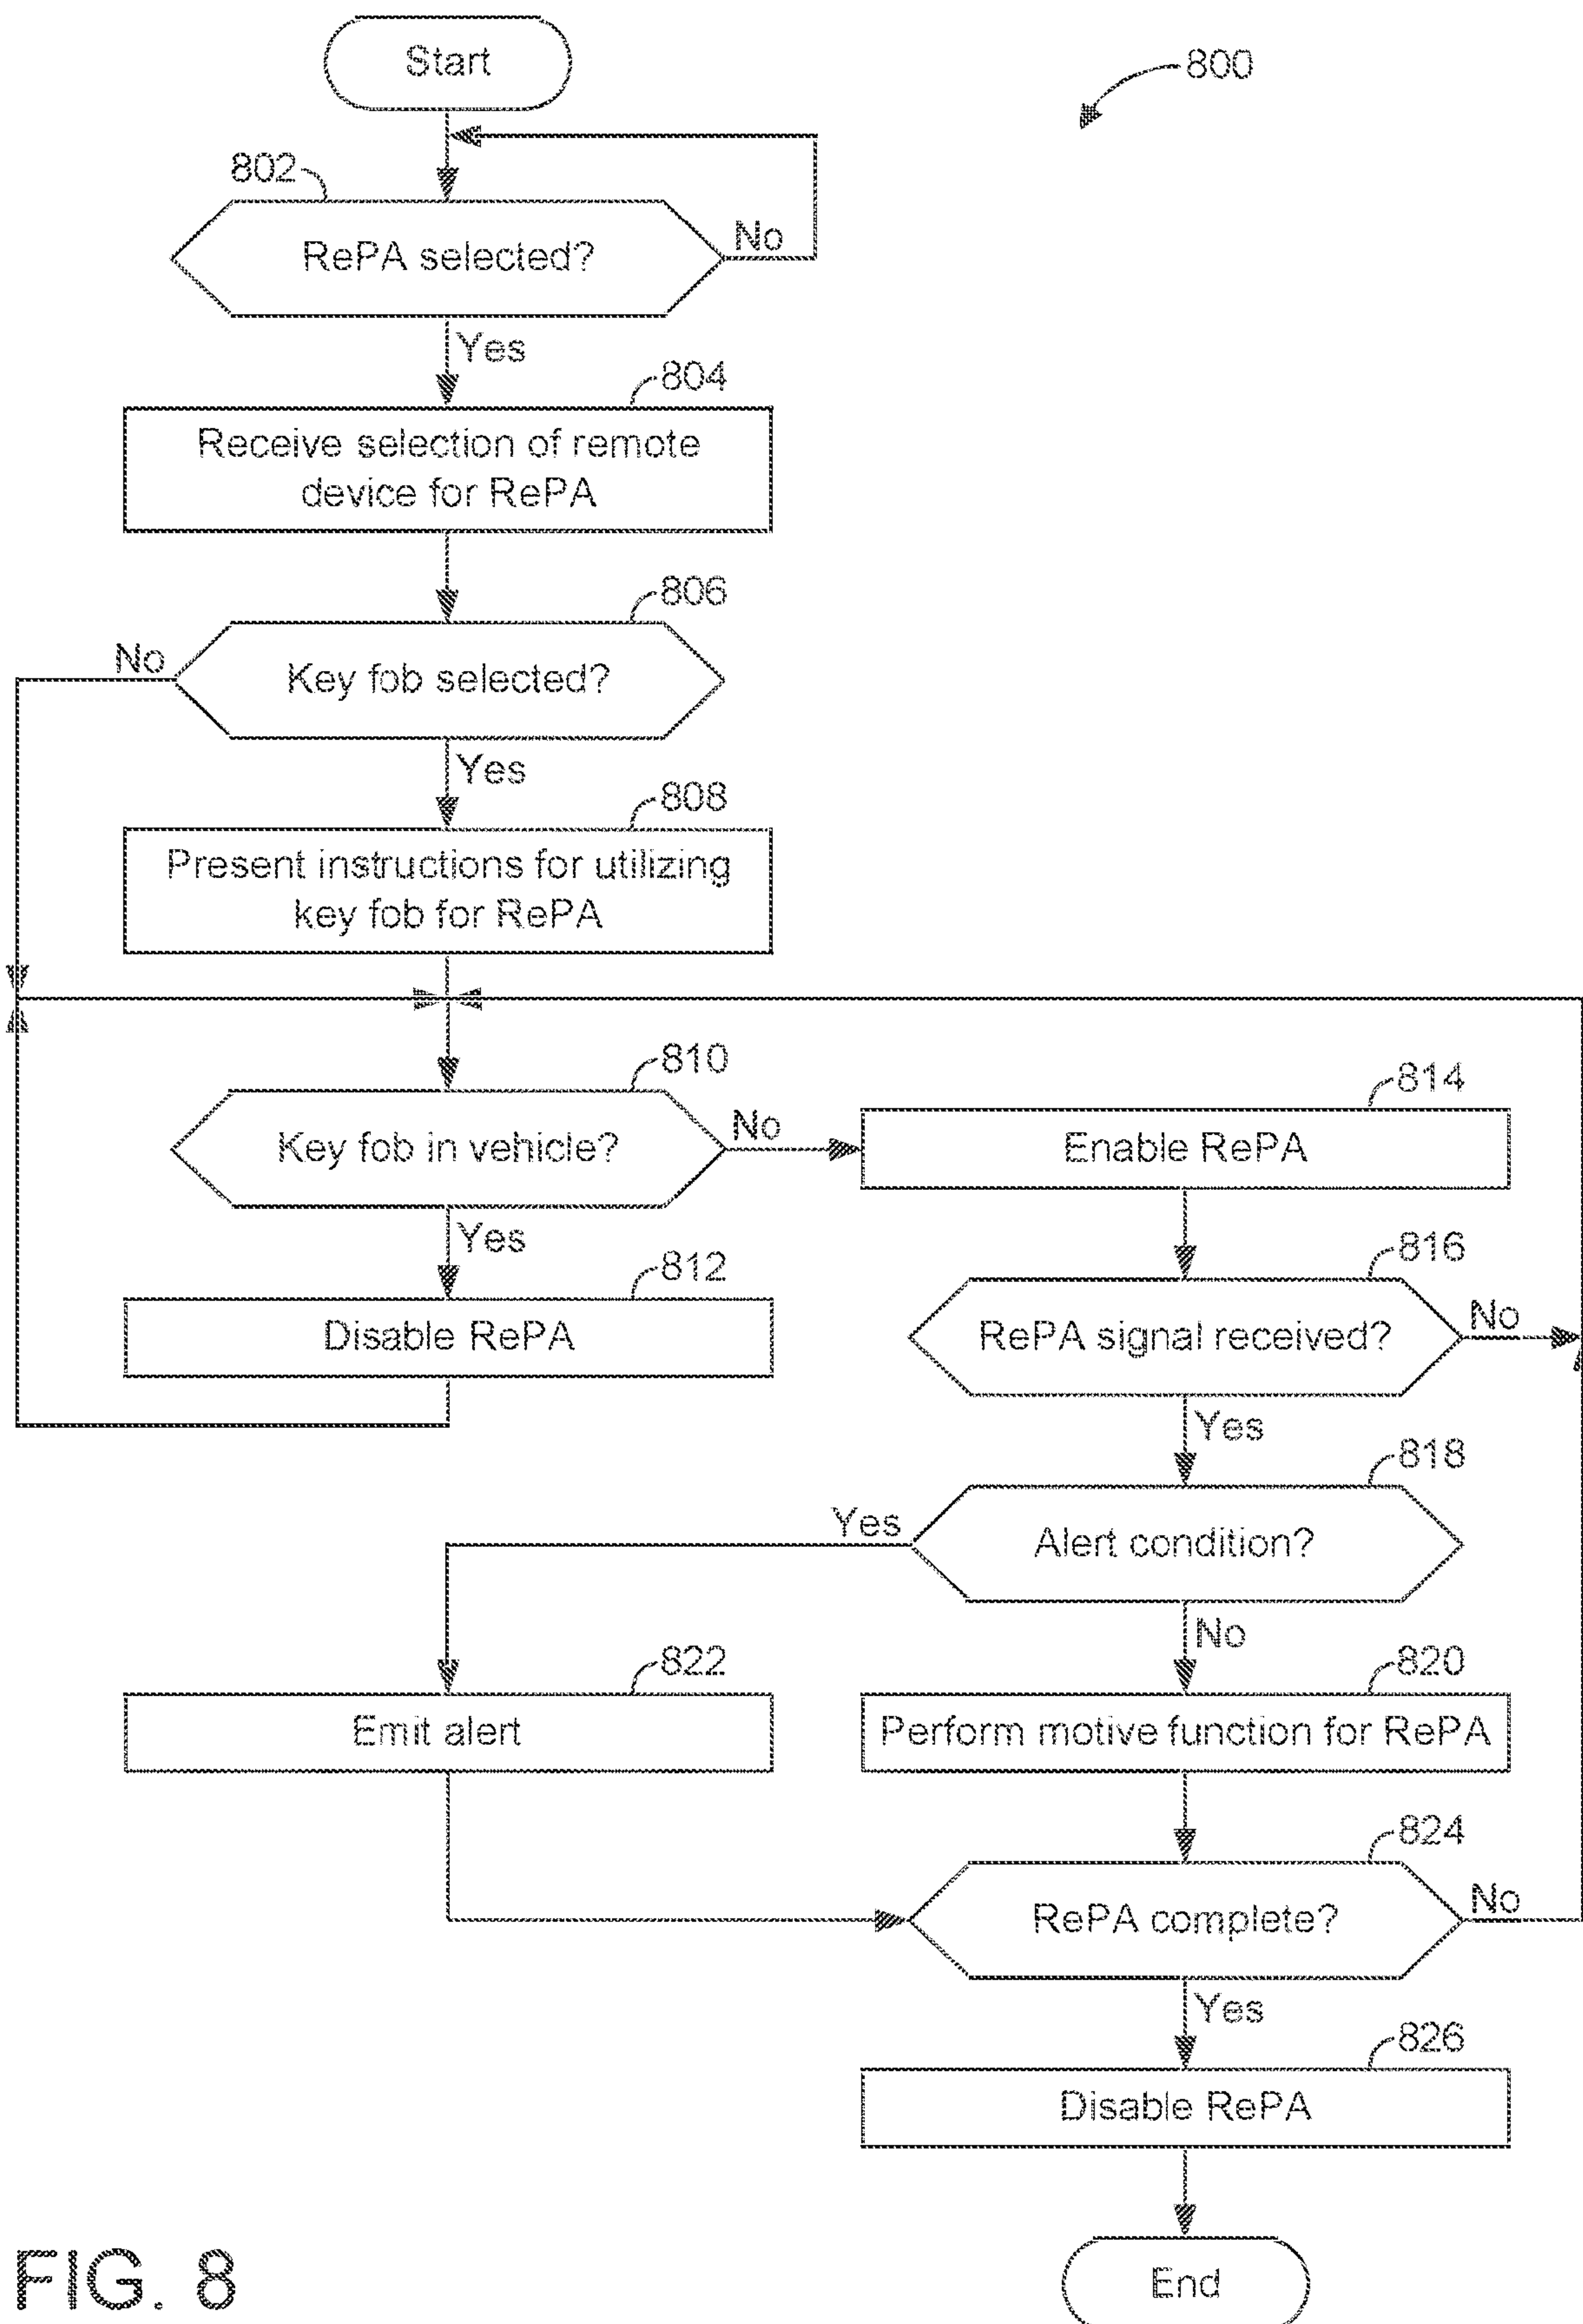 Start
800
802
RePA selected?
No
Yes
804
Receive selection of remote
device for RePA
806
No
Key fob selected?
Yes
808
Present instructions for utilizing
key fob for RePA
810
Key fob in vehicle?
No
814
Enable RePA
Yes
812
Disable RePA
816
RePA signal received?
No
Yes
818
Alert condition?
Yes
No
822
Emit alert
820
Perform motive function for RePA
824
RePA complete?
No
Yes
826
Disable RePA
End
FIG. 8